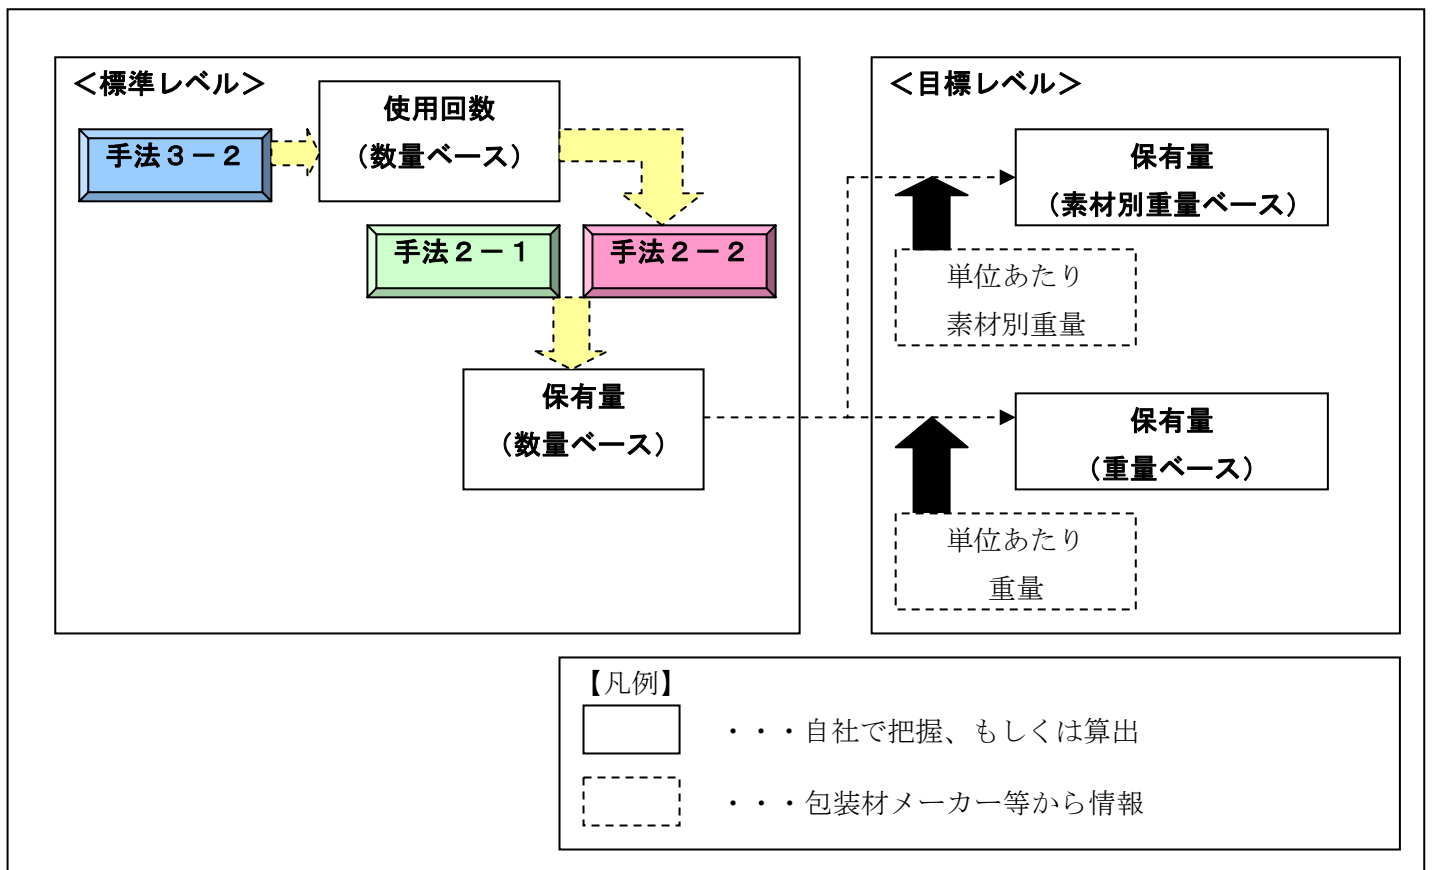 ＜標準レベル＞
手法３－２
使用回数
（数量ベース）
手法２－１
手法２－２
保有量
（数量ベース）
＜目標レベル＞
保有量
（素材別重量ベース）
単位あたり
素材別重量
保有量
（重量ベース）
単位あたり
重量
【凡例】
・・・自社で把握、もしくは算出
・・・包装材メーカー等から情報